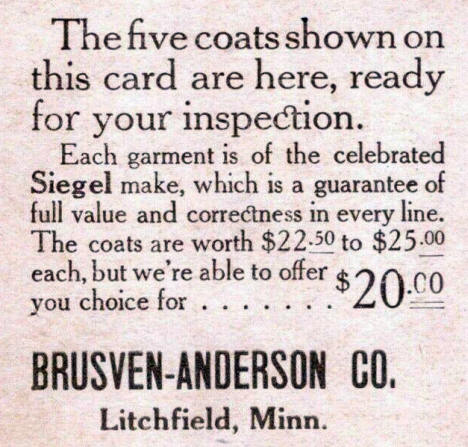 The five coats shown on
this card are here, ready
for your inspection.
Each garment is of the celebrated
Siegel make, which is a guarantee of
full value and correctness in every line.
The coats are worth $22.50 to $25.00
each, but we're able to offer
you choice for . . . . . . . $20.00
BRUSVEN-ANDERSON CO.
Litchfield, Minn.